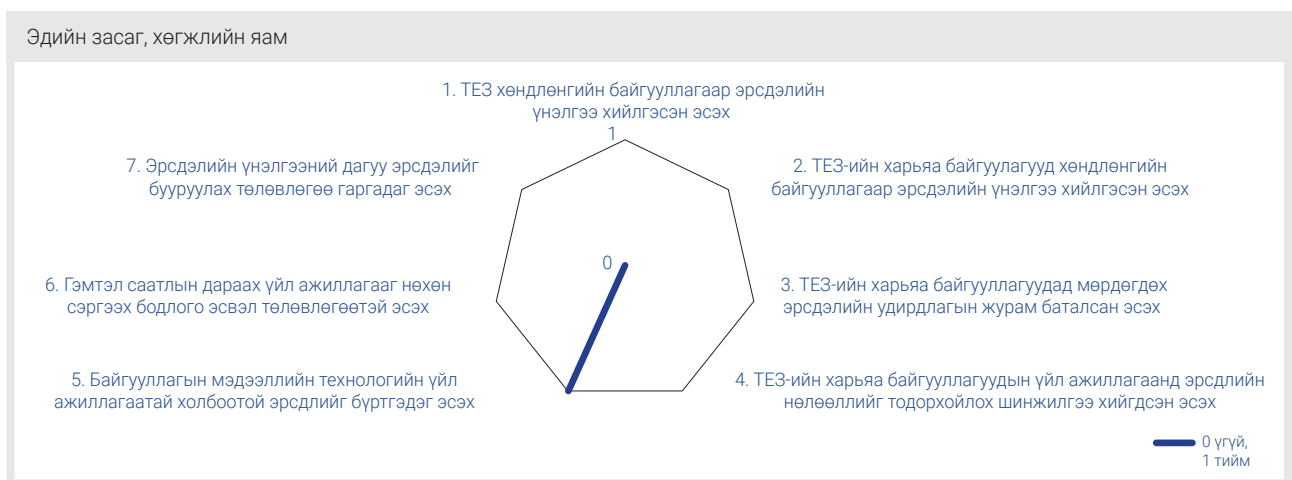 Эдийн засаг, хөгжлийн яам
1. ТЕЗ хөндлөнгийн байгууллагаар эрсдэлийн
үнэлгээ хийлгэсэн эсэх
1
7. Эрсдэлийн үнэлгээний дагуу эрсдэлийг
бууруулах төлөвлөгөө гаргадаг эсэх
2. ТЕЗ-ийн харьяа байгуулагууд хөндлөнгийн
байгууллагаар эрсдэлийн үнэлгээ хийлгэсэн эсэх
0
6. Гэмтэл саатлын дараах үйл ажиллагааг нөхөн
сэргээх бодлого эсвэл төлөвлөгөөтэй эсэх
3. ТЕЗ-ийн харьяа байгууллагуудад мөрдөгдөх
эрсдэлийн удирдлагын журам баталсан эсэх
5. Байгууллагын мэдээллийн технологийн үйл
ажиллагаатай холбоотой эрсдлийг бүртгэдэг эсэх
4. ТЕЗ-ийн харьяа байгууллагуудын үйл ажиллагаанд эрсдлийн
нөлөөллийг тодорхойлох шинжилгээ хийгдсэн эсэх
0 үгүй,
1 тийм